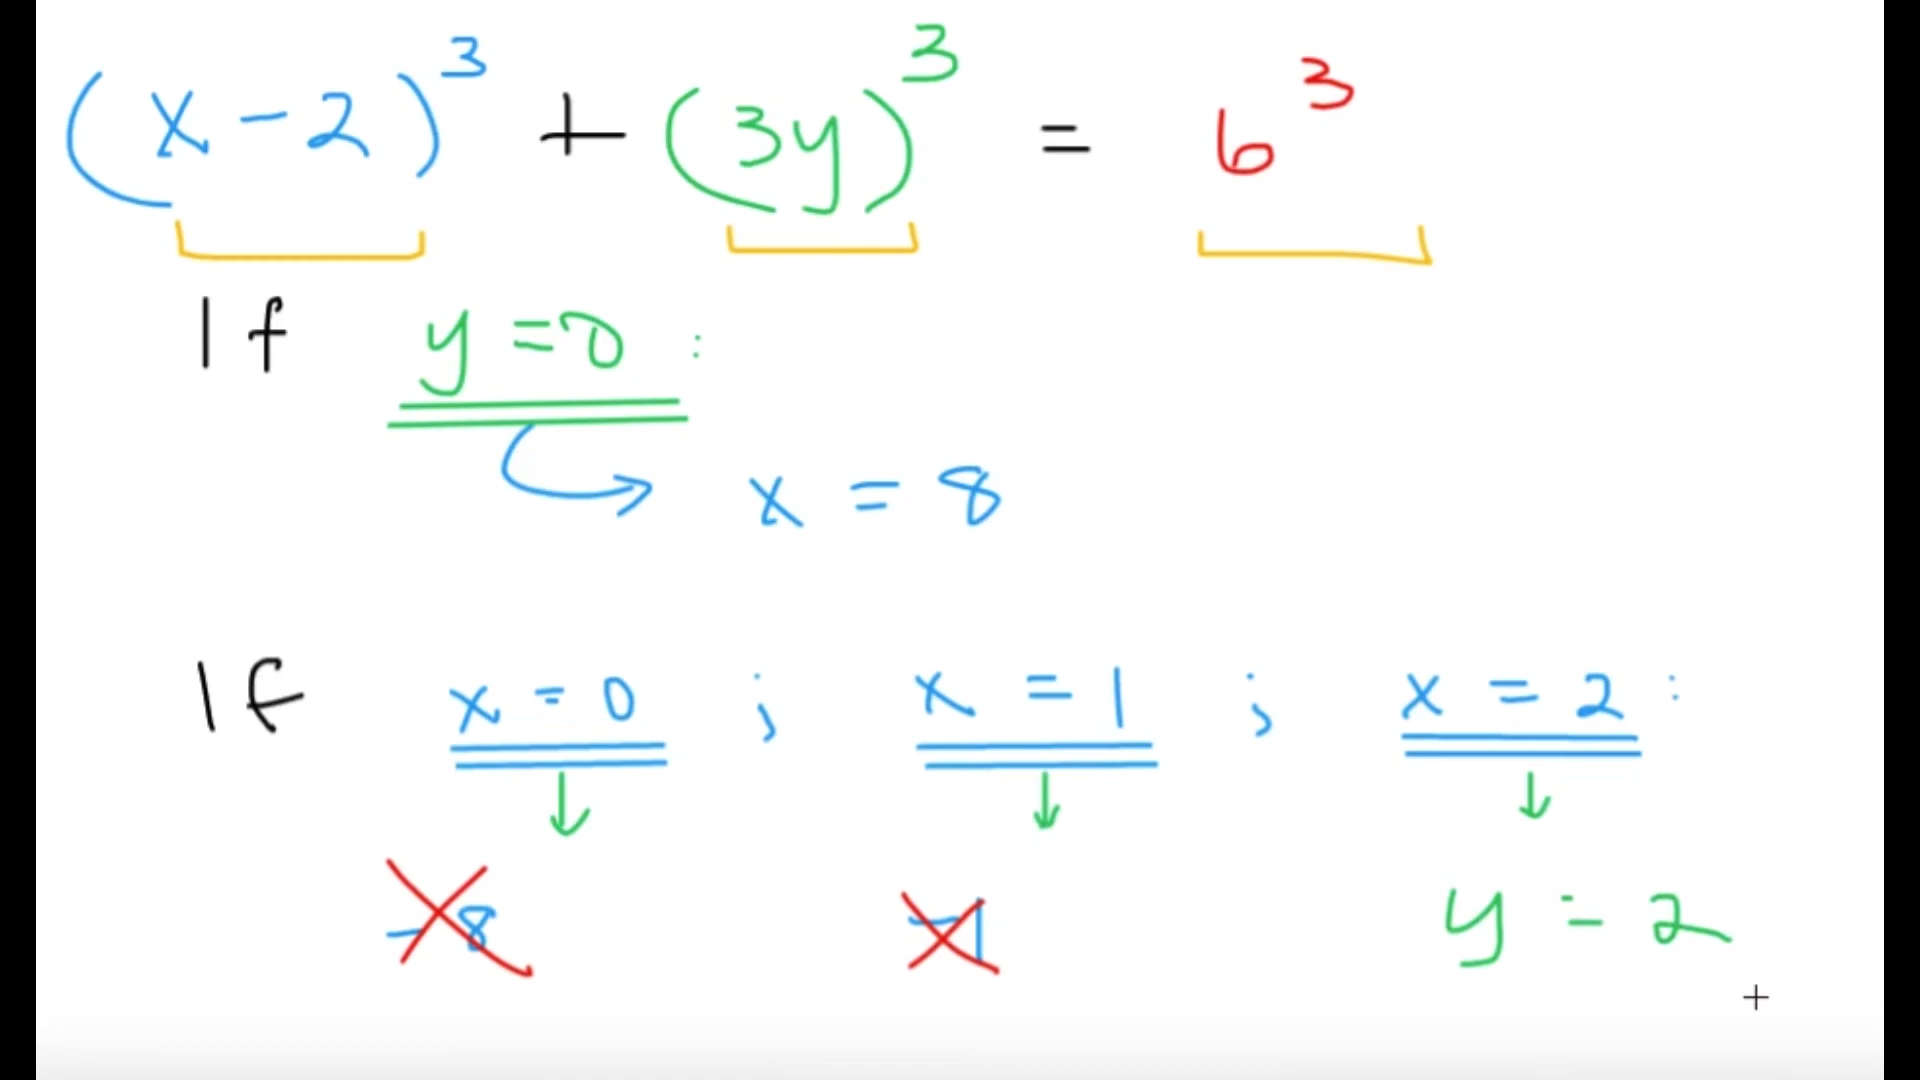 (x - 2)³ + (3y)³ = 6³
If y = 0 :
x = 8
If x = 0 ; x = 1 ; x = 2 :
-8 -1 y = 2